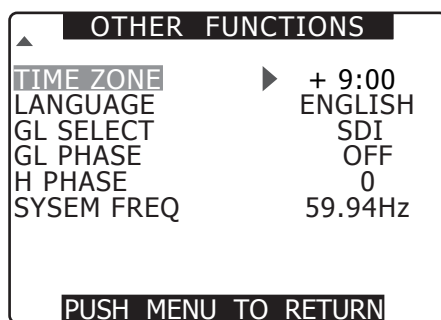 OTHER FUNCTIONS
TIME ZONE + 9:00
LANGUAGE ENGLISH
GL SELECT SDI
GL PHASE OFF
H PHASE 0
SYSEM FREQ 59.94Hz
PUSH MENU TO RETURN